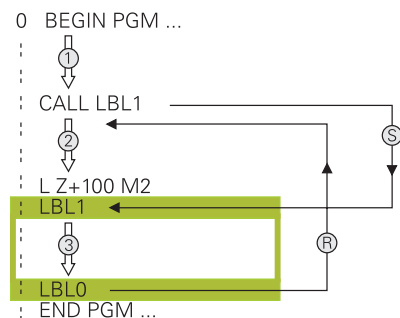 0 BEGIN PGM ...
1
CALL LBL1
S
2
L Z+100 M2
LBL1
3
R
LBL0
END PGM ...